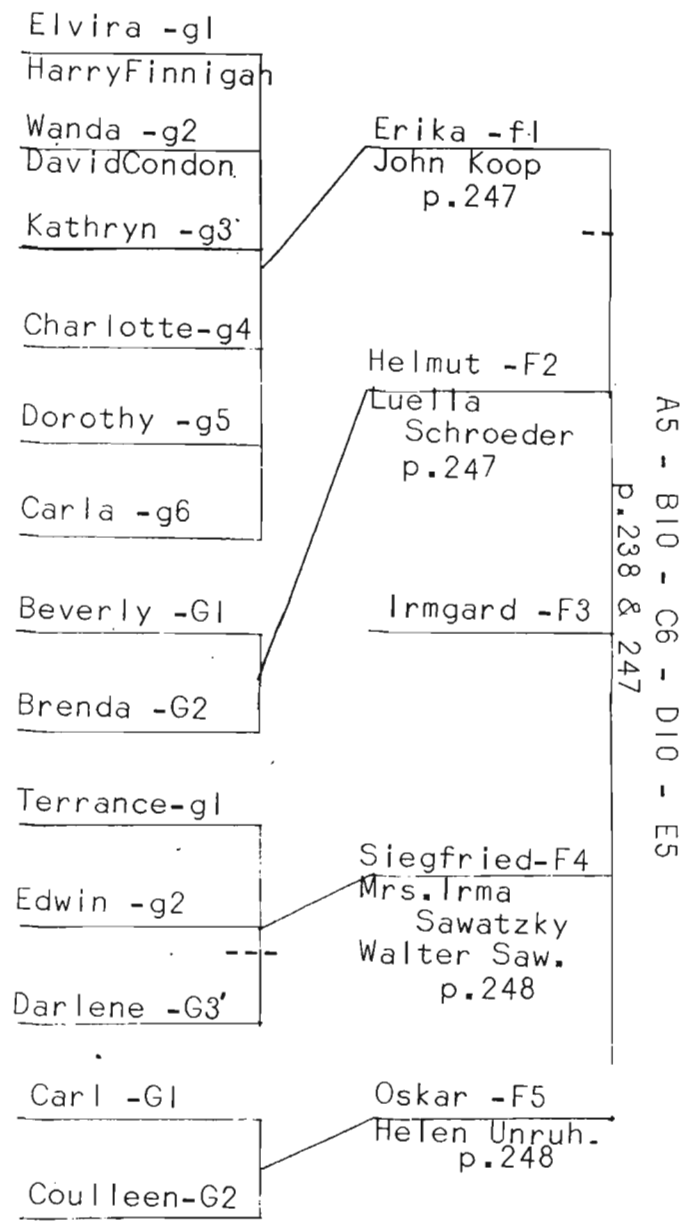 Elvira -g1
HarryFinnigan
Wanda -g2
DavidCondon
Kathryn -g3
Charlotte-g4
Dorothy -g5
Carla -g6
Beverly -G1
Brenda -G2
Terrance-g1
Edwin -g2
Darlene -G3'
Carl -G1
Coulleen-G2
Erika -f1
John Koop
p.247
Helmut -F2
Luella
Schroeder
p.247
Irmgard -F3
Siegfried-F4
Mrs.Irma
Sawatzky
Walter Saw.
p.248
Oskar -F5
Helen Unruh.
p.248
A5 - B10 - C6 - D10 - E5
p.238 & 247